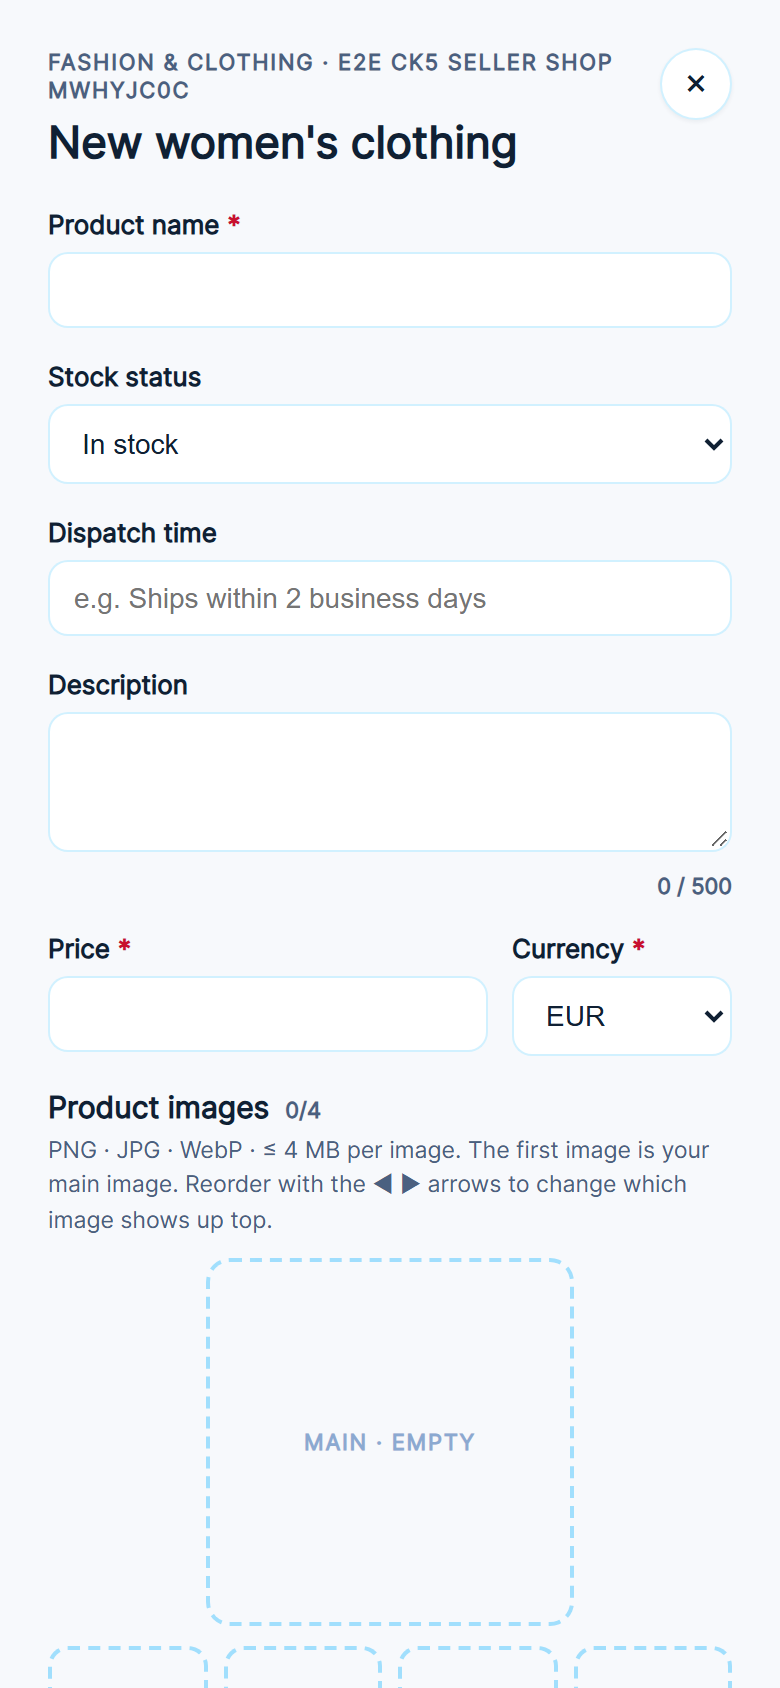 FASHION & CLOTHING · E2E CK5 SELLER SHOP
MWHYJC0C
New women's clothing
Product name *
Stock status
In stock
Dispatch time
e.g. Ships within 2 business days
Description
0 / 500
Price *
Currency *
EUR
Product images 0/4
PNG · JPG · WebP · ≤ 4 MB per image. The first image is your
main image. Reorder with the ◀ ▶ arrows to change which
image shows up top.
MAIN · EMPTY